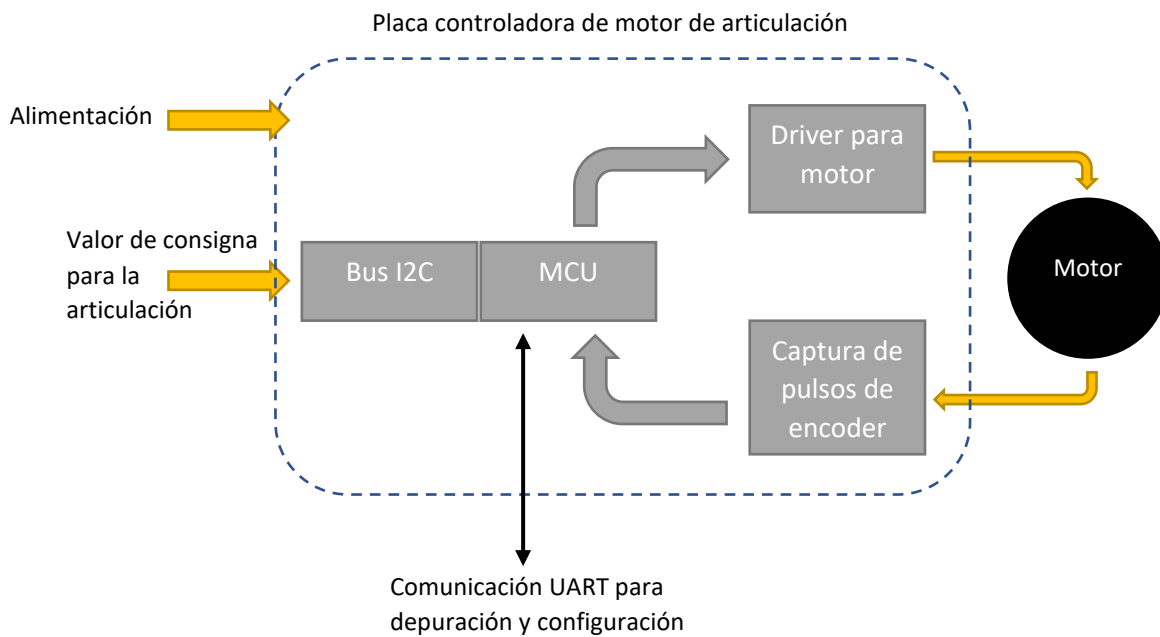 Placa controladora de motor de articulación
Alimentación
Driver para
motor
Valor de consigna
para la
articulación
Bus I2C
MCU
Motor
Captura de
pulsos de
encoder
Comunicación UART para
depuración y configuración